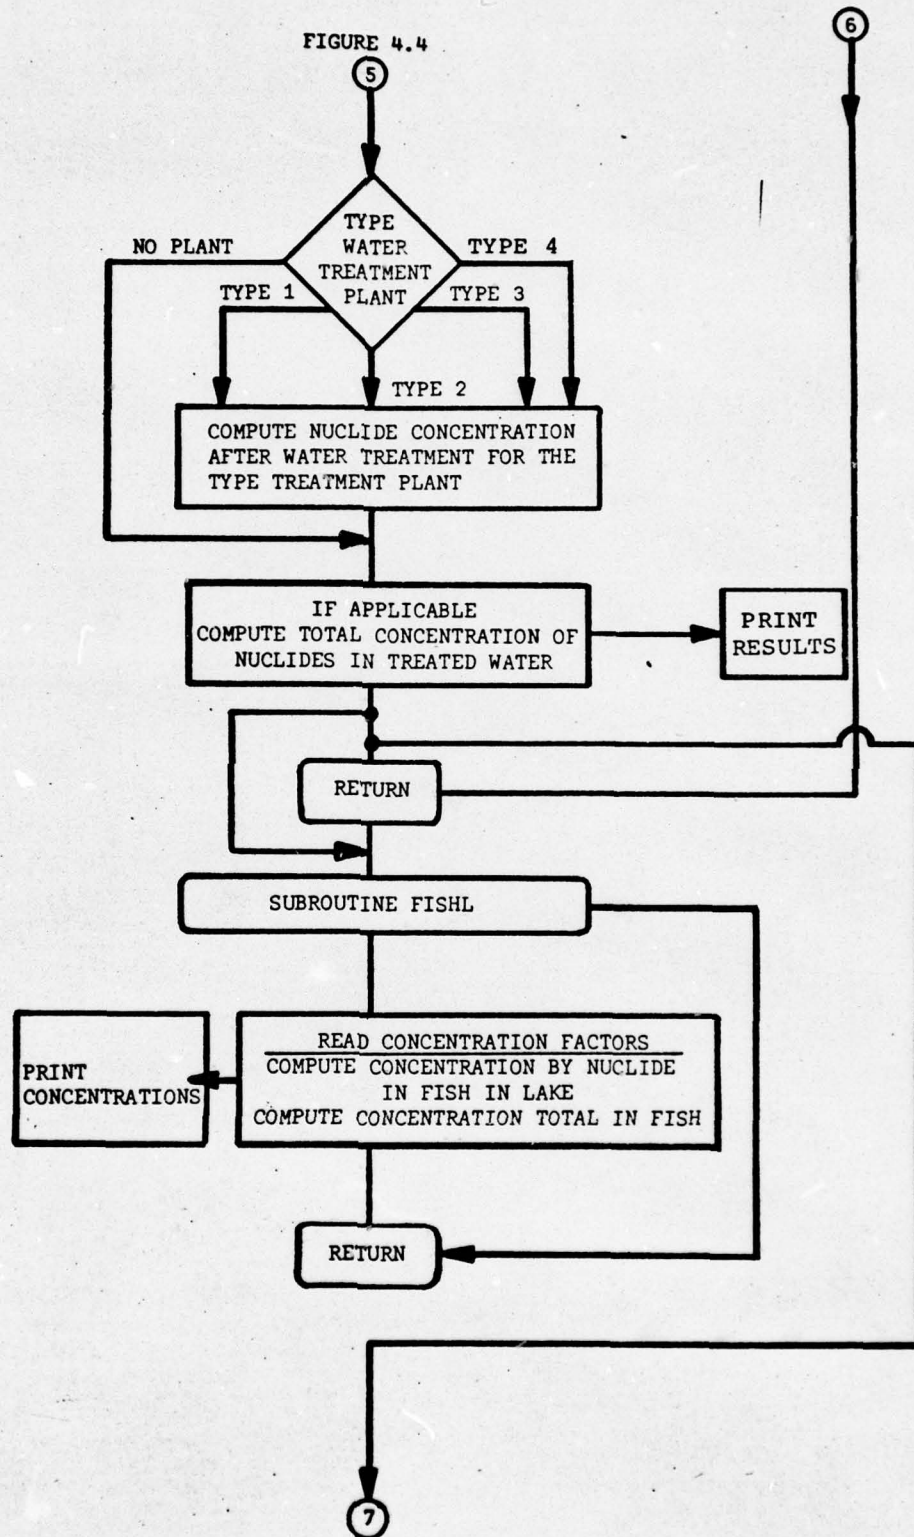 6
FIGURE 4.4
5
TYPE
WATER
TREATMENT
PLANT
NO PLANT
TYPE 4
TYPE 1
TYPE 3
TYPE 2
COMPUTE NUCLIDE CONCENTRATION
AFTER WATER TREATMENT FOR THE
TYPE TREATMENT PLANT
IF APPLICABLE
COMPUTE TOTAL CONCENTRATION OF
NUCLIDES IN TREATED WATER
PRINT
RESULTS
RETURN
SUBROUTINE FISHL
READ CONCENTRATION FACTORS
COMPUTE CONCENTRATION BY NUCLIDE
IN FISH IN LAKE
COMPUTE CONCENTRATION TOTAL IN FISH
PRINT
CONCENTRATIONS
RETURN
7